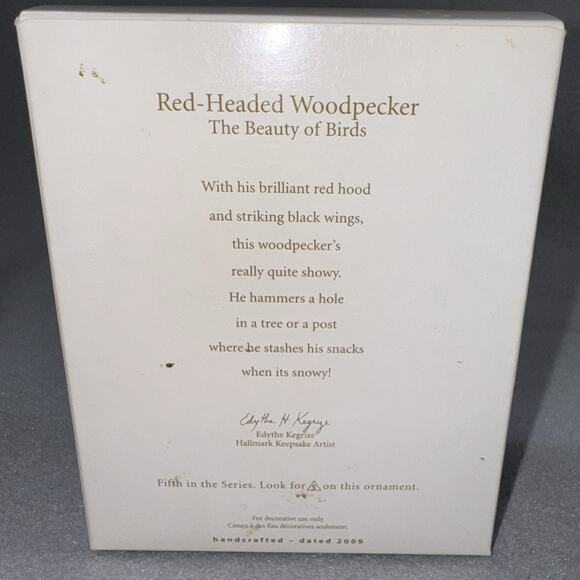 Red-Headed Woodpecker
The Beauty of Birds
With his brilliant red hood
and striking black wings,
this woodpecker's
really quite showy.
He hammers a hole
in a tree or a post
where he stashes his snacks
when its snowy!
Edythe H Kegrize
Edythe Kegrize
Hallmark Keepsake Artist
Fifth in the Series. Look for 5 on this ornament.
For decorative use only.
Conçu à des fins décoratives seulement.
handcrafted – dated 2009